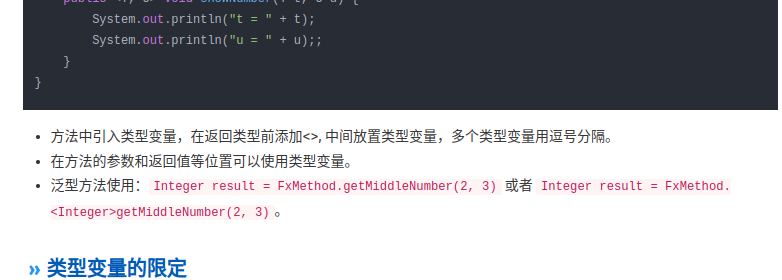 System.out.println("t = " + t);
System.out.println("u = " + u);;
}
}
• 方法中引入类型变量，在返回类型前添加<>, 中间放置类型变量，多个类型变量用逗号分隔。
• 在方法的参数和返回值等位置可以使用类型变量。
• 泛型方法使用： Integer result = FxMethod.getMiddleNumber(2, 3) 或者 Integer result = FxMethod.
<Integer>getMiddleNumber(2, 3) 。
» 类型变量的限定